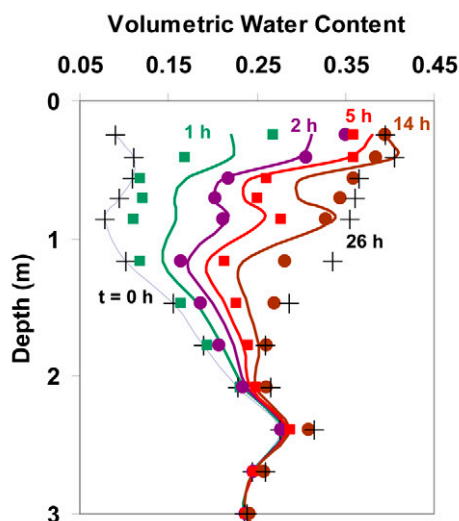 Volumetric Water Content
0.05 0.15 0.25 0.35 0.45
0
1 h
2 h
5 h
14 h
26 h
1
t = 0 h
Depth (m)
2
3